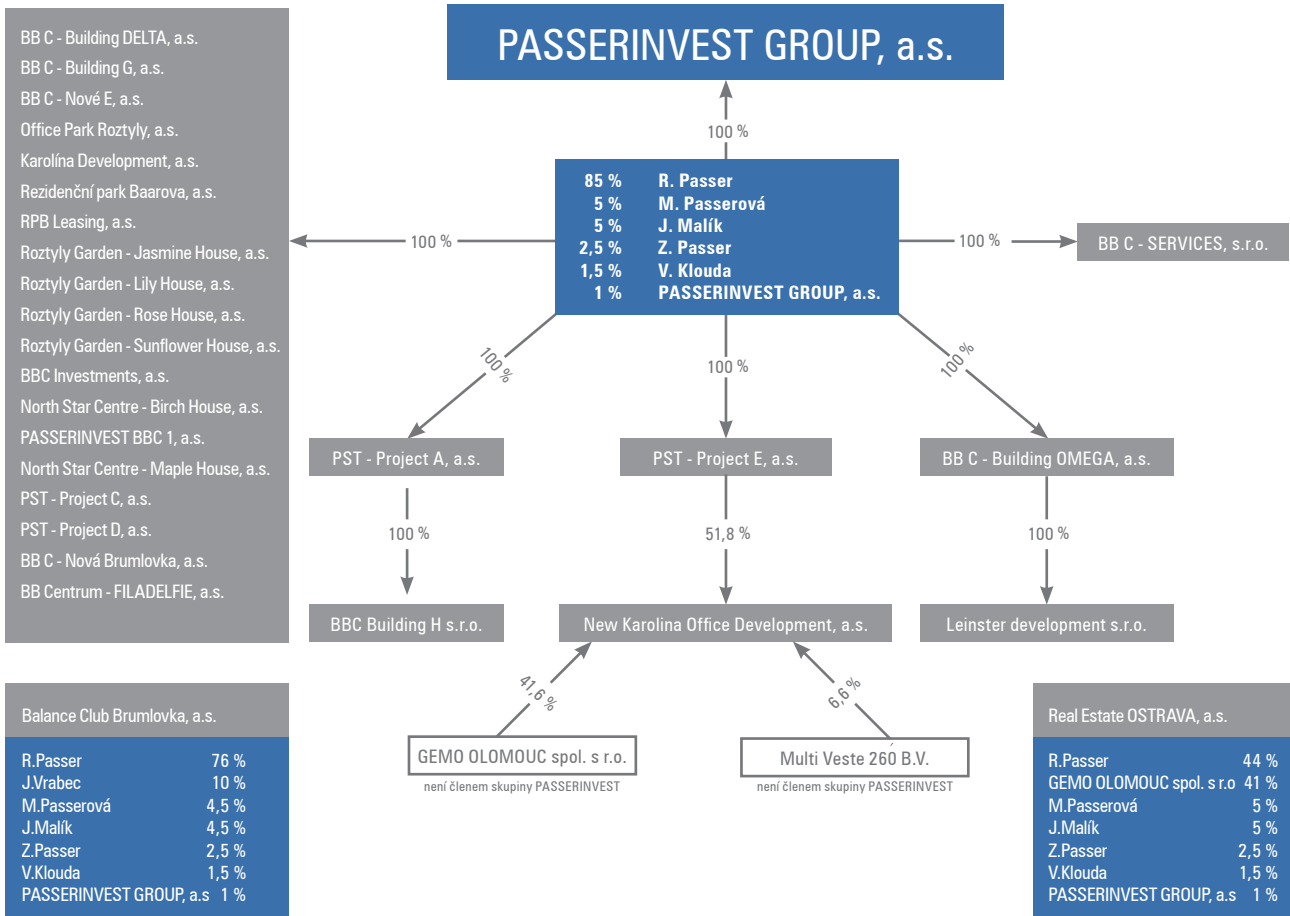 PASSERINVEST GROUP, a.s.
BB C - Building DELTA, a.s.
BB C - Building G, a.s.
BB C - Nové E, a.s.
Office Park Roztyly, a.s.
Karolína Development, a.s.
Rezidenční park Baarova, a.s.
RPB Leasing, a.s.
Roztyly Garden - Jasmine House, a.s.
Roztyly Garden - Lily House, a.s.
Roztyly Garden - Rose House, a.s.
Roztyly Garden - Sunflower House, a.s.
BBC Investments, a.s.
North Star Centre - Birch House, a.s.
PASSERINVEST BBC 1, a.s.
North Star Centre - Maple House, a.s.
PST - Project C, a.s.
PST - Project D, a.s.
BB C - Nová Brumlovka, a.s.
BB Centrum - FILADELFIE, a.s.
100 %
85 % R. Passer
5 % M. Passerová
5 % J. Malík
2,5 % Z. Passer
1,5 % V. Klouda
1 % PASSERINVEST GROUP, a.s.
100 %
100 %
BB C - SERVICES, s.r.o.
100 %
100 %
100 %
PST - Project A, a.s.
PST - Project E, a.s.
BB C - Building OMEGA, a.s.
100 %
51,8 %
100 %
BBC Building H s.r.o.
New Karolina Office Development, a.s.
Leinster development s.r.o.
41,6 %
6,6 %
GEMO OLOMOUC spol. s r.o.
není členem skupiny PASSERINVEST
Multi Veste 260 B.V.
není členem skupiny PASSERINVEST
Balance Club Brumlovka, a.s.
R.Passer 76 %
J.Vrabec 10 %
M.Passerová 4,5 %
J.Malík 4,5 %
Z.Passer 2,5 %
V.Klouda 1,5 %
PASSERINVEST GROUP, a.s 1 %
Real Estate OSTRAVA, a.s.
R.Passer 44 %
GEMO OLOMOUC spol. s r.o 41 %
M.Passerová 5 %
J.Malík 5 %
Z.Passer 2,5 %
V.Klouda 1,5 %
PASSERINVEST GROUP, a.s 1 %